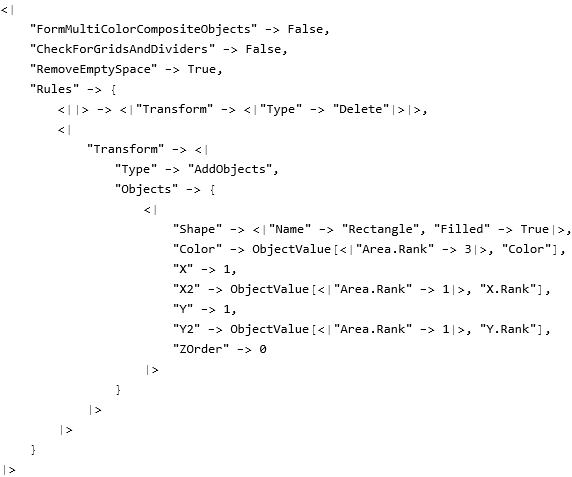 <|
    "FormMultiColorCompositeObjects" -> False,
    "CheckForGridsAndDividers" -> False,
    "RemoveEmptySpace" -> True,
    "Rules" -> {
        <||> -> <|"Transform" -> <|"Type" -> "Delete"|>|>,
        <|
            "Transform" -> <|
                "Type" -> "AddObjects",
                "Objects" -> {
                    <|
                        "Shape" -> <|"Name" -> "Rectangle", "Filled" -> True|>,
                        "Color" -> ObjectValue[<|"Area.Rank" -> 3|>, "Color"],
                        "X" -> 1,
                        "X2" -> ObjectValue[<|"Area.Rank" -> 1|>, "X.Rank"],
                        "Y" -> 1,
                        "Y2" -> ObjectValue[<|"Area.Rank" -> 1|>, "Y.Rank"],
                        "ZOrder" -> 0
                    |>
                }
            |>
        |>
    }
|>